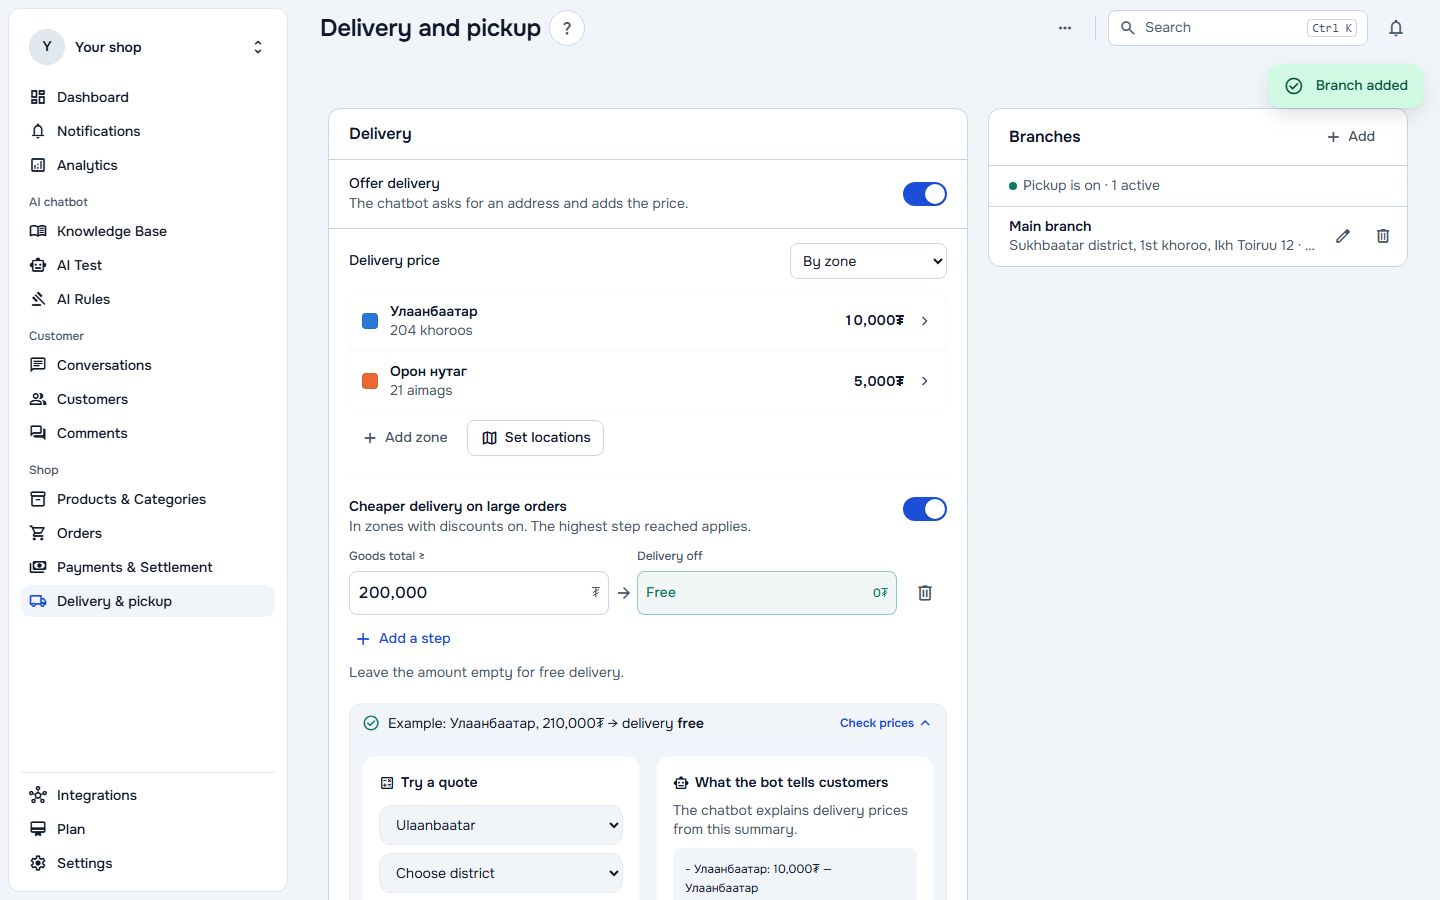 Y
Your shop
Dashboard
Notifications
Analytics
AI chatbot
Knowledge Base
AI Test
AI Rules
Customer
Conversations
Customers
Comments
Shop
Products & Categories
Orders
Payments & Settlement
Delivery & pickup
Integrations
Plan
Settings
Delivery and pickup
?
Search
Ctrl K
Branch added
Delivery
Offer delivery
The chatbot asks for an address and adds the price.
Delivery price
By zone
Улаанбаатар
204 khoroos
10,000₮
Орон нутаг
21 aimags
5,000₮
Add zone
Set locations
Cheaper delivery on large orders
In zones with discounts on. The highest step reached applies.
Goods total ≥
Delivery off
200,000 ₮
→
Free 0₮
Add a step
Leave the amount empty for free delivery.
Example: Улаанбаатар, 210,000₮ → delivery free
Check prices
Try a quote
Ulaanbaatar
Choose district
What the bot tells customers
The chatbot explains delivery prices
from this summary.
- Улаанбаатар: 10,000₮ —
Улаанбаатар
Branches
Add
Pickup is on · 1 active
Main branch
Sukhbaatar district, 1st khoroo, Ikh Toiruu 12 · ...